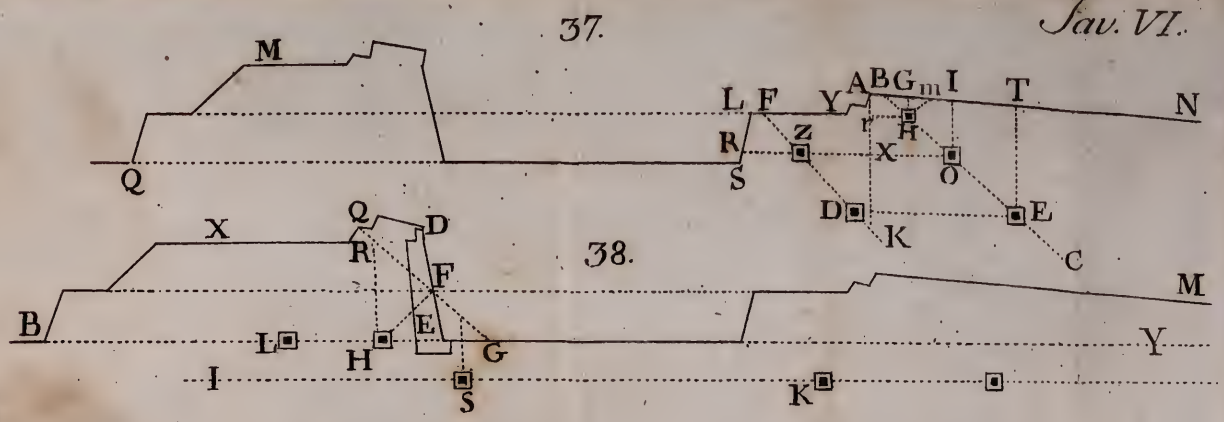 37.
Tav. VI.
M
L F Y A B G m I T N
R Z r H X O
Q S
D E
K C
Q D
X
R 38.
F M
B E
L H G Y
I S K